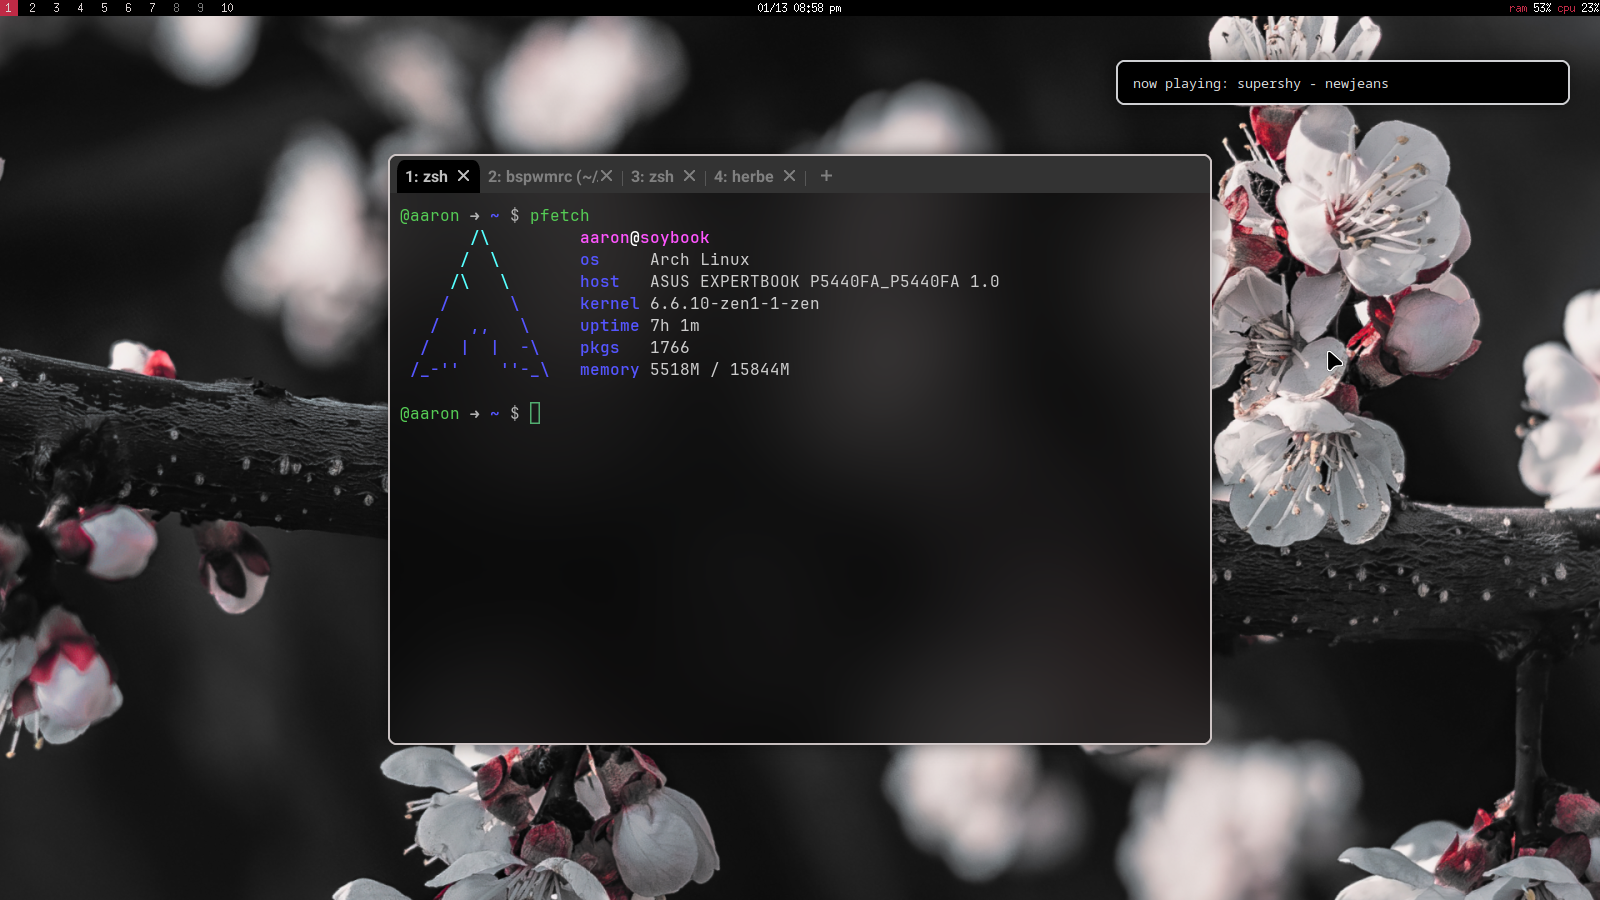 1 2 3 4 5 6 7 8 9 10 01/13 08:58 pm ram 53% cpu 23%
now playing: supershy - newjeans
1: zsh 2: bspwmrc (~/. 3: zsh 4: herbe +
@aaron → ~ $ pfetch
/\ aaron@soybook
/ \ os Arch Linux
/\ \ host ASUS EXPERTBOOK P5440FA_P5440FA 1.0
/ \ kernel 6.6.10-zen1-1-zen
/ ,, \ uptime 7h 1m
/ | | -\ pkgs 1766
/_-'' ''-_\ memory 5518M / 15844M
@aaron → ~ $